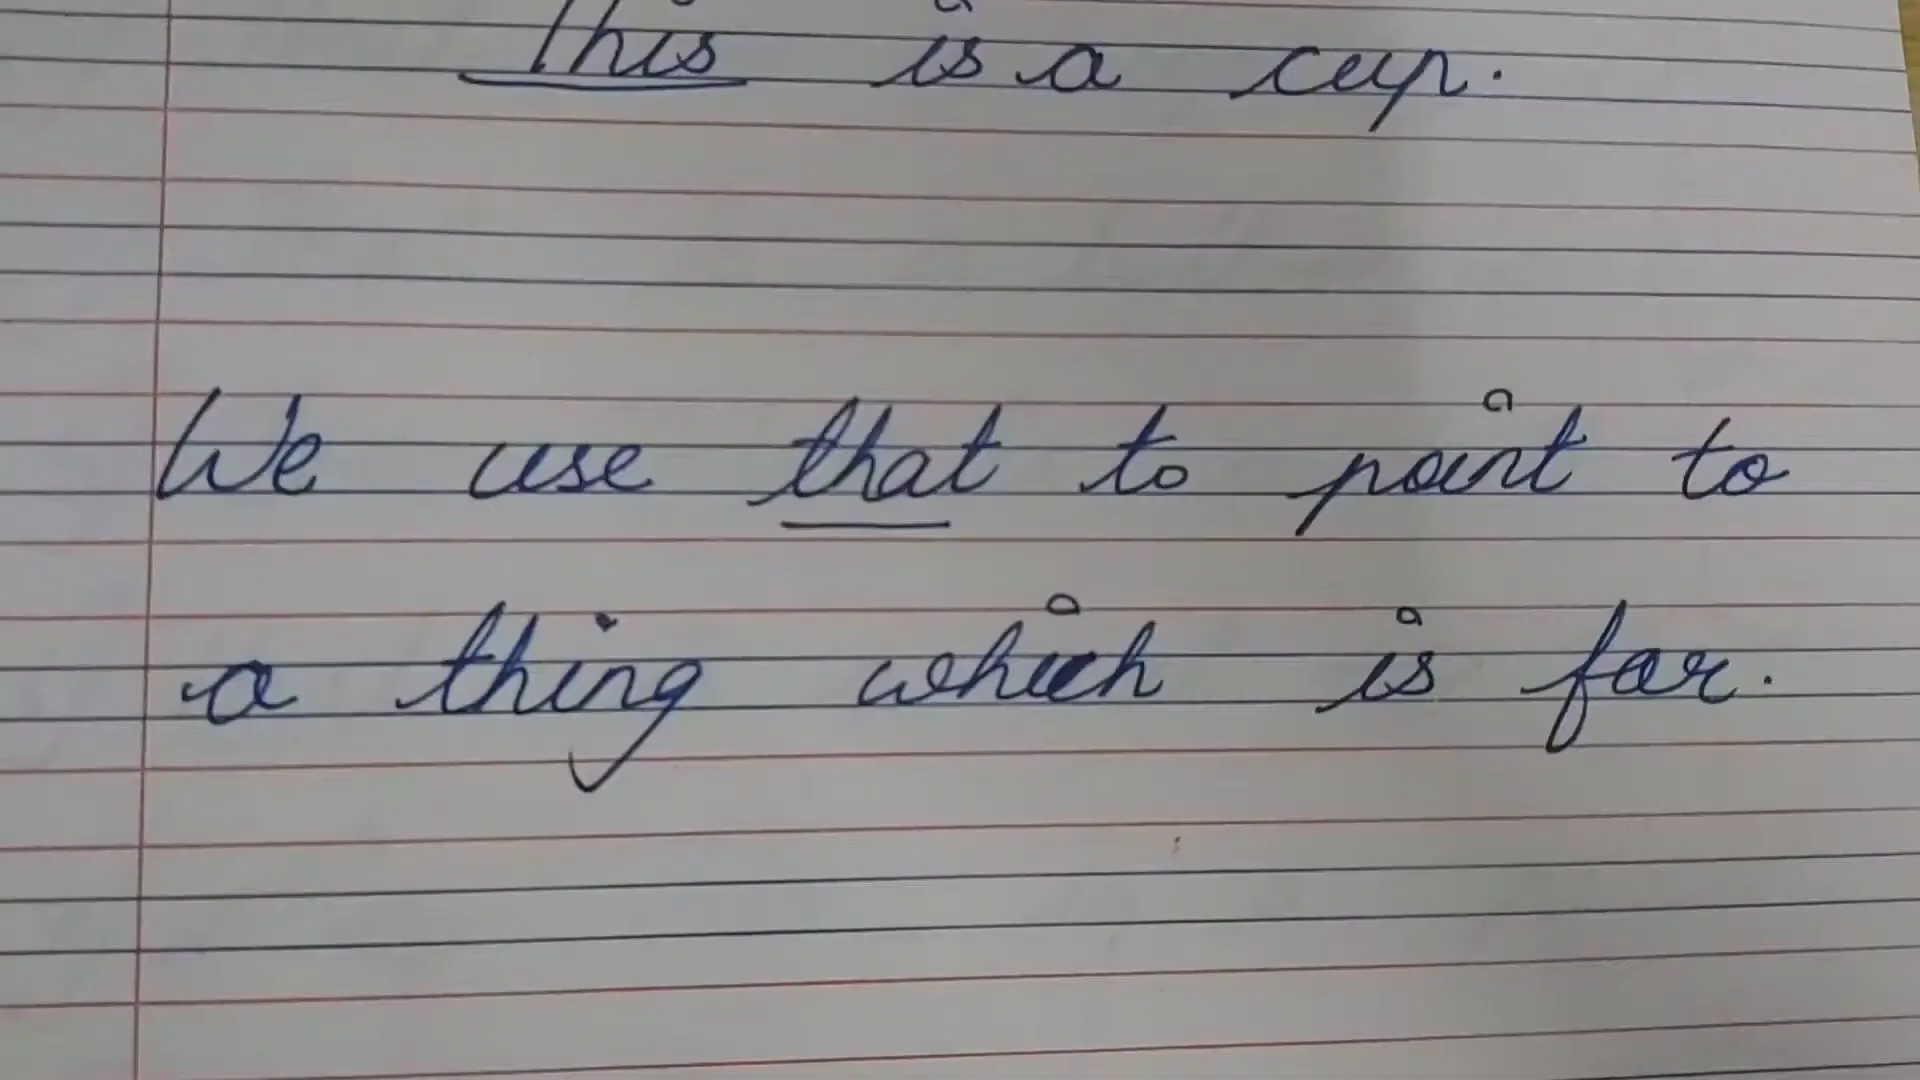 This is a cup.
We use that to point to
a thing which is far.